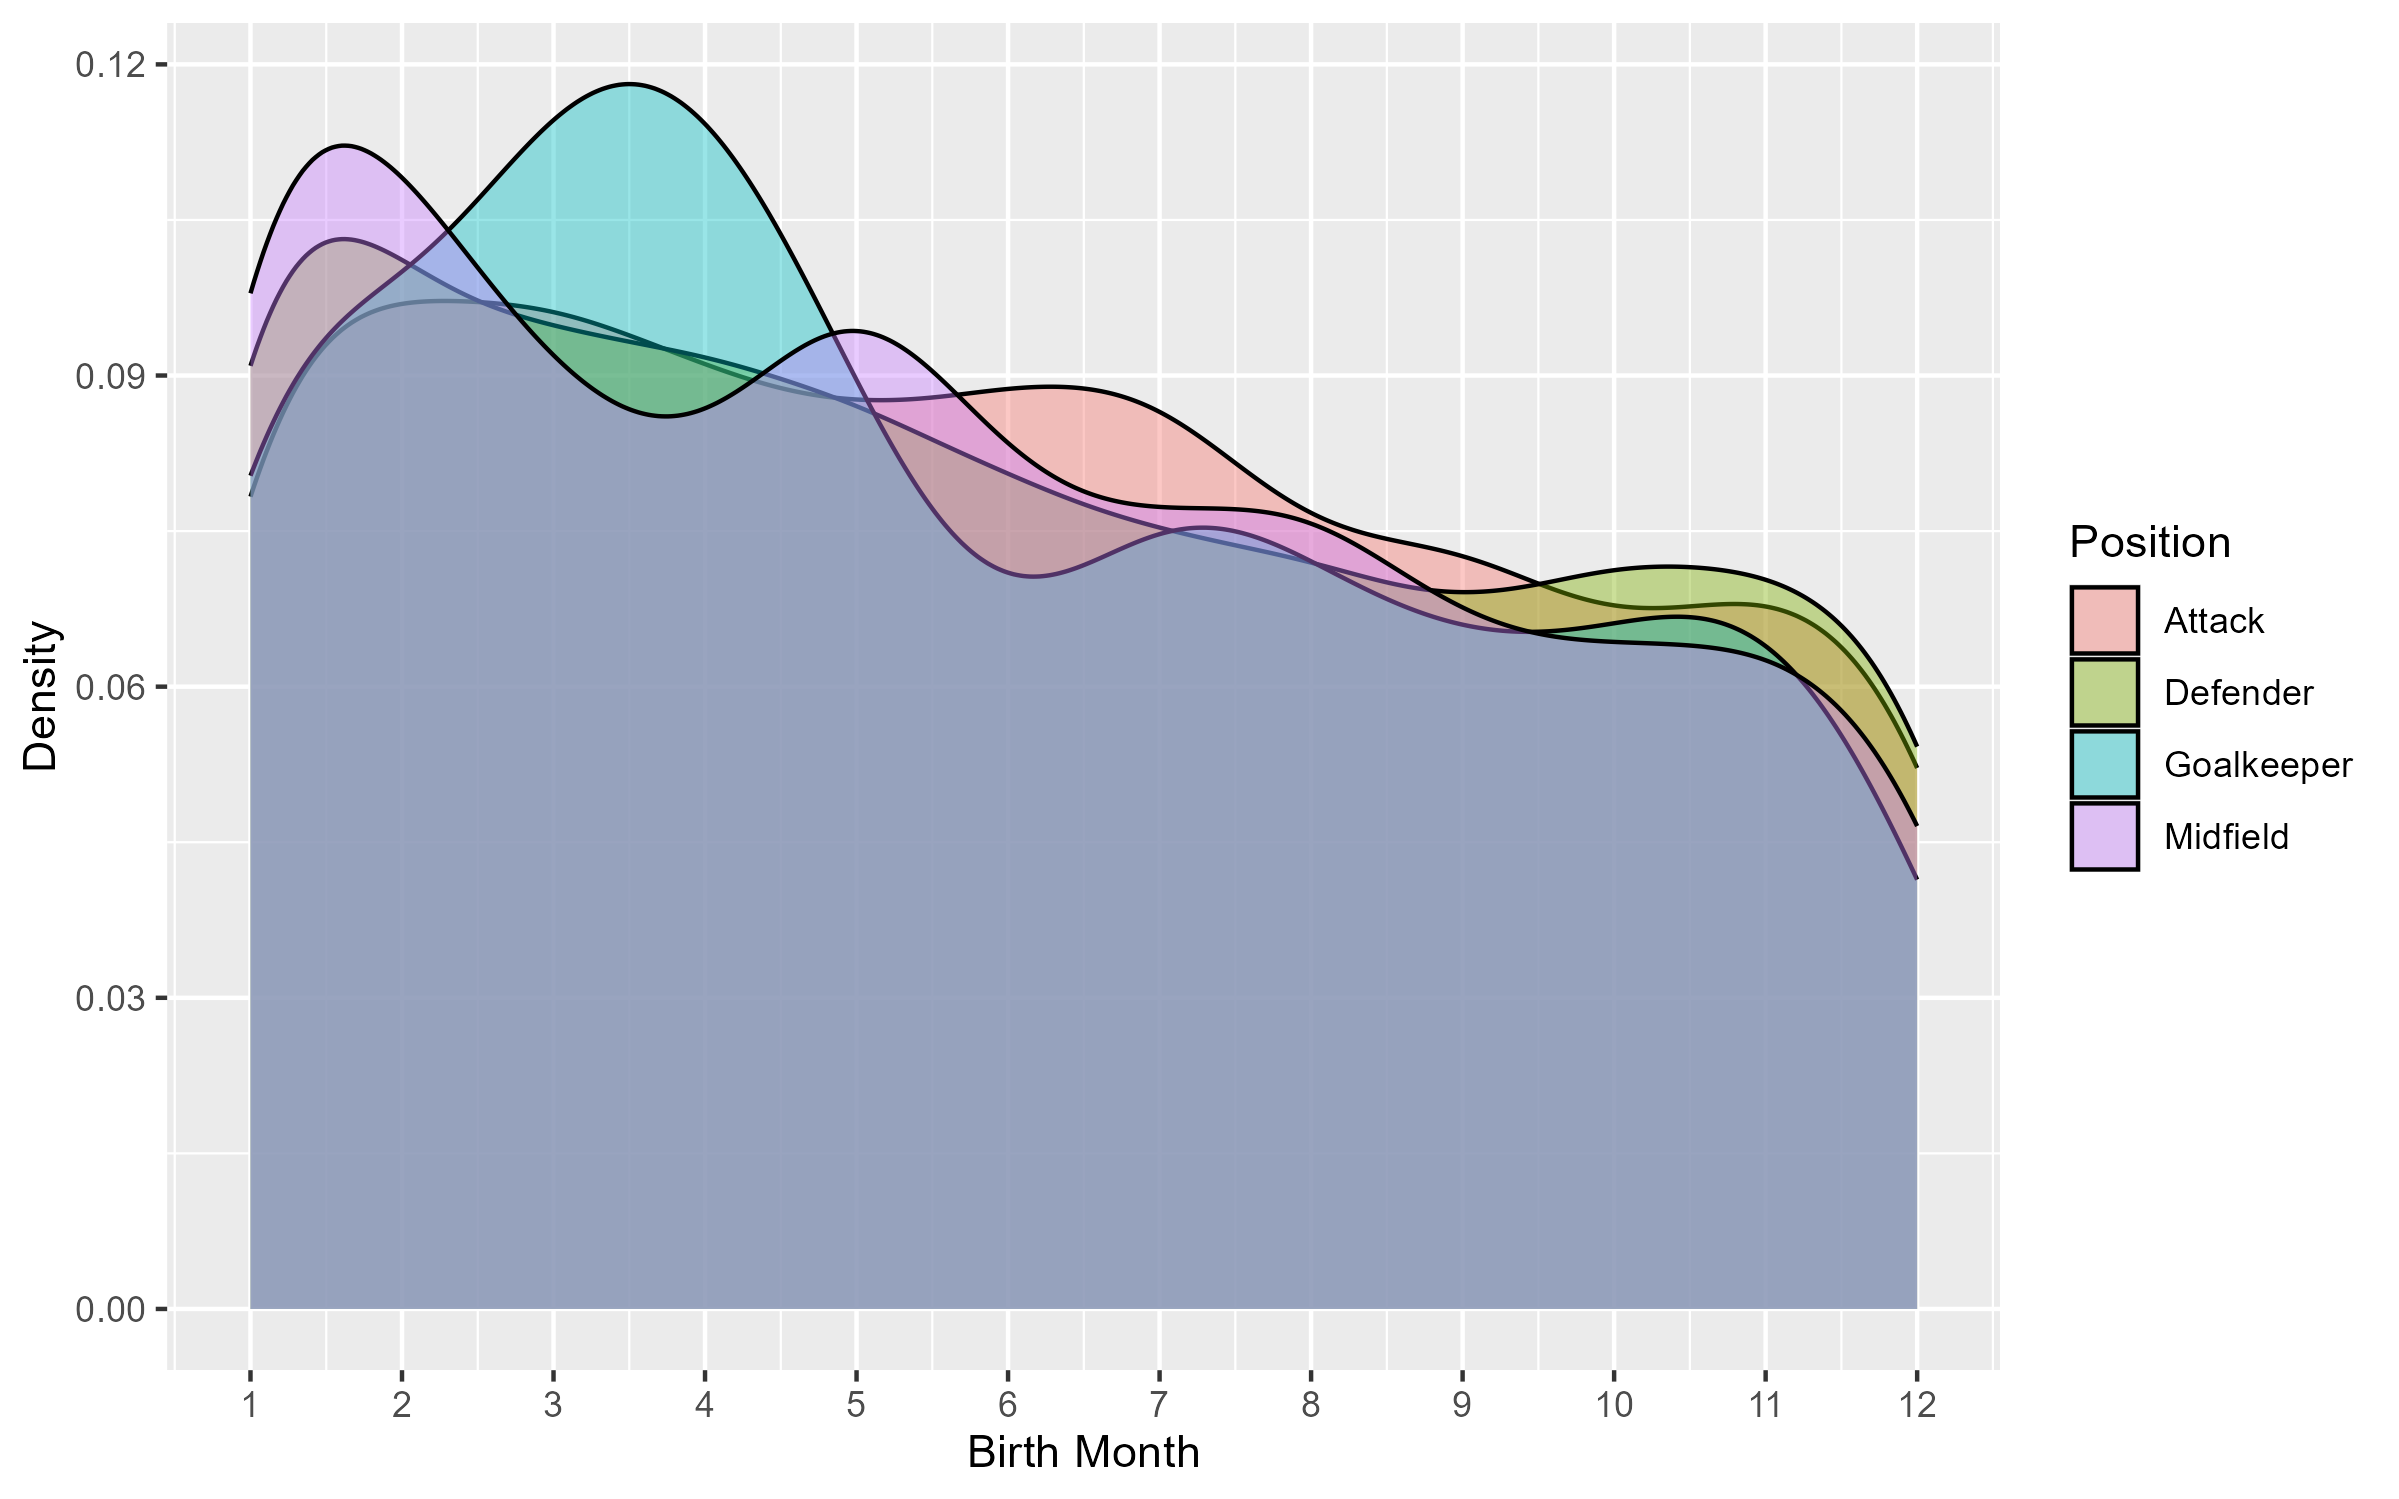 0.12
0.09
0.06
0.03
0.00
Density
1 2 3 4 5 6 7 8 9 10 11 12
Birth Month
Position
Attack
Defender
Goalkeeper
Midfield